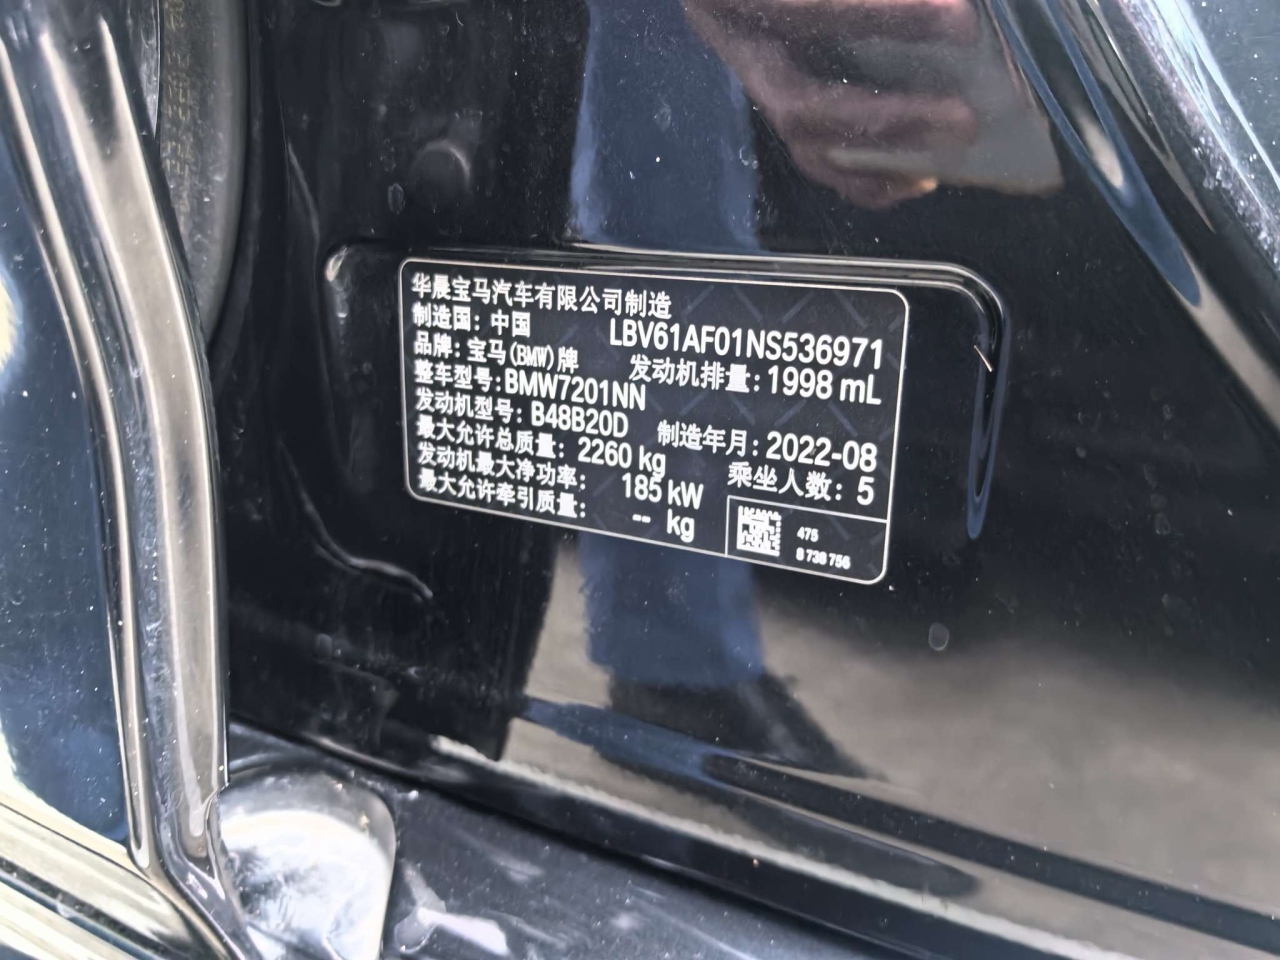 华晨宝马汽车有限公司制造
制造国：中国 LBV61AF01NS536971
品牌：宝马(BMW)牌 发动机排量：1998 mL
整车型号：BMW7201NN
发动机型号：B48B20D 制造年月：2022-08
最大允许总质量：2260 kg 乘坐人数：5
发动机最大净功率：185 kW
最大允许牵引质量：-- kg
475
8 738 756